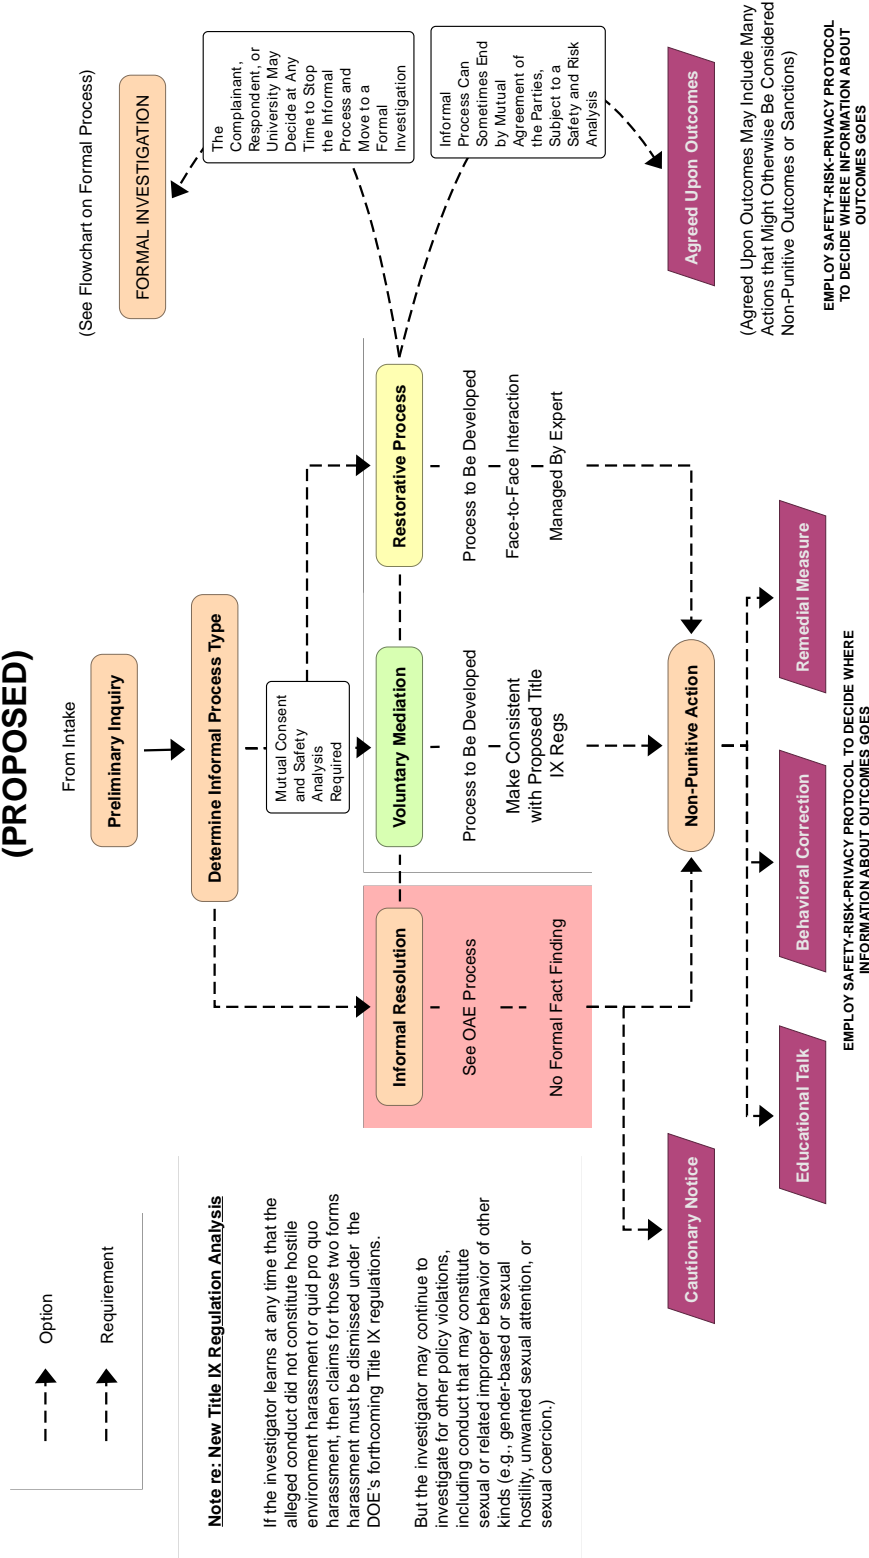 (PROPOSED)
Option
Requirement
Note re: New Title IX Regulation Analysis
If the investigator learns at any time that the
alleged conduct did not constitute hostile
environment harassment or quid pro quo
harassment, then claims for those two forms
harassment must be dismissed under the
DOE's forthcoming Title IX regulations.
But the investigator may continue to
investigate for other policy violations,
including conduct that may constitute
sexual or related improper behavior of other
kinds (e.g., gender-based or sexual
hostility, unwanted sexual attention, or
sexual coercion.)
From Intake
Preliminary Inquiry
Determine Informal Process Type
Mutual Consent
and Safety
Analysis
Required
Informal Resolution
See OAE Process
No Formal Fact Finding
Voluntary Mediation
Process to Be Developed
Make Consistent
with Proposed Title
IX Regs
Restorative Process
Process to Be Developed
Face-to-Face Interaction
Managed By Expert
(See Flowchart on Formal Process)
FORMAL INVESTIGATION
The
Complainant,
Respondent, or
University May
Decide at Any
Time to Stop
the Informal
Process and
Move to a
Formal
Investigation
Informal
Process Can
Sometimes End
by Mutual
Agreement of
the Parties,
Subject to a
Safety and Risk
Analysis
Agreed Upon Outcomes
(Agreed Upon Outcomes May Include Many
Actions that Might Otherwise Be Considered
Non-Punitive Outcomes or Sanctions)
EMPLOY SAFETY-RISK-PRIVACY PROTOCOL
TO DECIDE WHERE INFORMATION ABOUT
OUTCOMES GOES
Cautionary Notice
Non-Punitive Action
Educational Talk
Behavioral Correction
Remedial Measure
EMPLOY SAFETY-RISK-PRIVACY PROTOCOL TO DECIDE WHERE
INFORMATION ABOUT OUTCOMES GOES